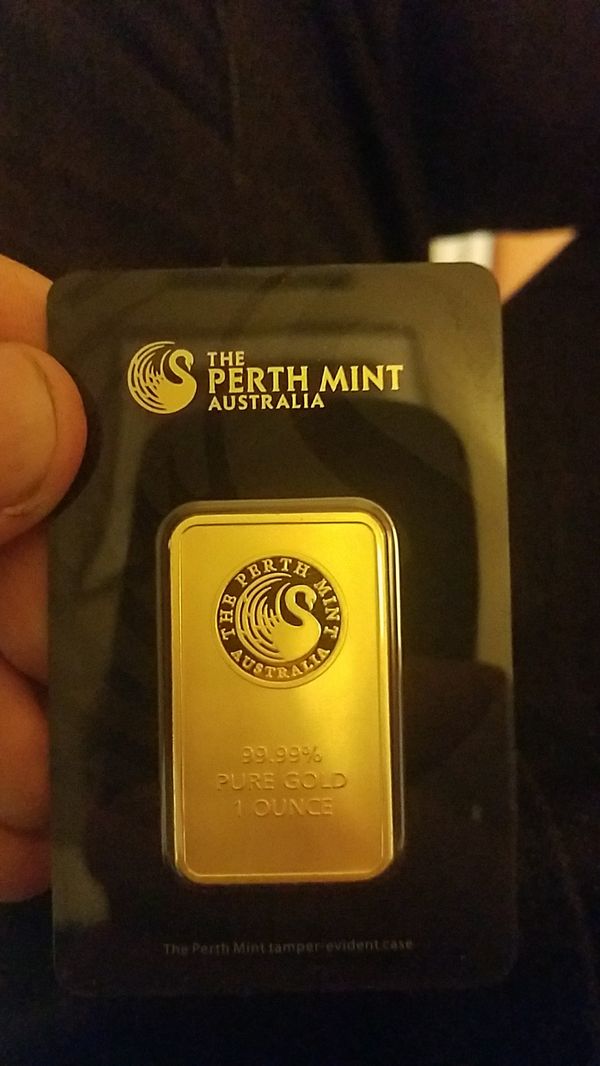 THE
PERTH MINT
AUSTRALIA
THE PERTH MINT
AUSTRALIA
99.99%
PURE GOLD
1 OUNCE
The Perth Mint tamper-evident case